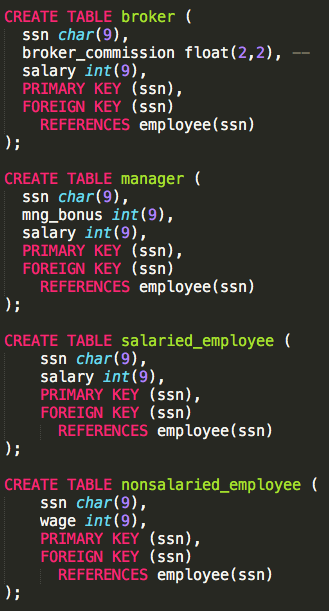 CREATE TABLE broker (
ssn char(9),
broker_commission float(2,2), --
salary int(9),
PRIMARY KEY (ssn),
FOREIGN KEY (ssn)
REFERENCES employee(ssn)
);
CREATE TABLE manager (
ssn char(9),
mng_bonus int(9),
salary int(9),
PRIMARY KEY (ssn),
FOREIGN KEY (ssn)
REFERENCES employee(ssn)
);
CREATE TABLE salaried_employee (
ssn char(9),
salary int(9),
PRIMARY KEY (ssn),
FOREIGN KEY (ssn)
REFERENCES employee(ssn)
);
CREATE TABLE nonsalaried_employee (
ssn char(9),
wage int(9),
PRIMARY KEY (ssn),
FOREIGN KEY (ssn)
REFERENCES employee(ssn)
);